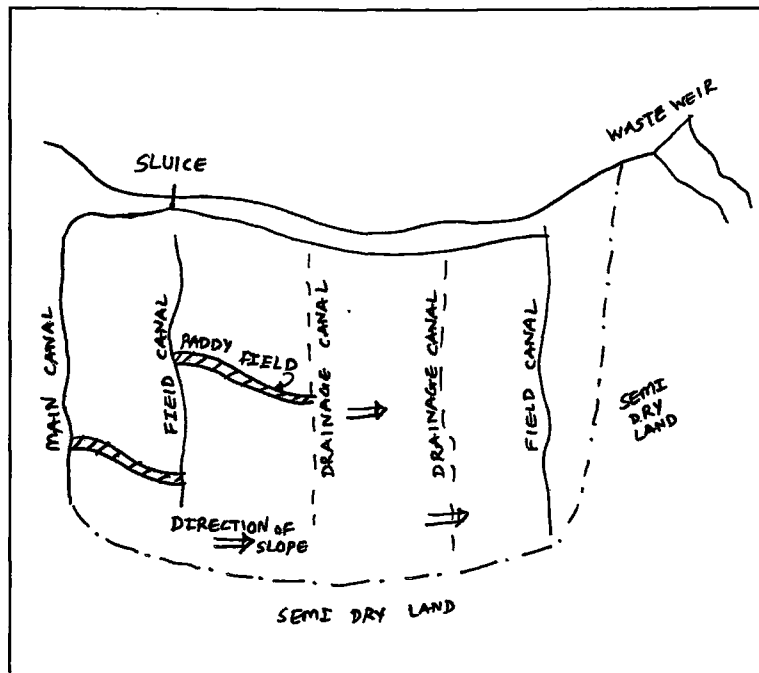 WASTE WEIR
SLUICE
MAIN CANAL
FIELD CANAL
PADDY FIELD
DRAINAGE CANAL
DRAINAGE CANAL
FIELD CANAL
SEMI
DRY
LAND
DIRECTION OF
SLOPE
SEMI DRY LAND